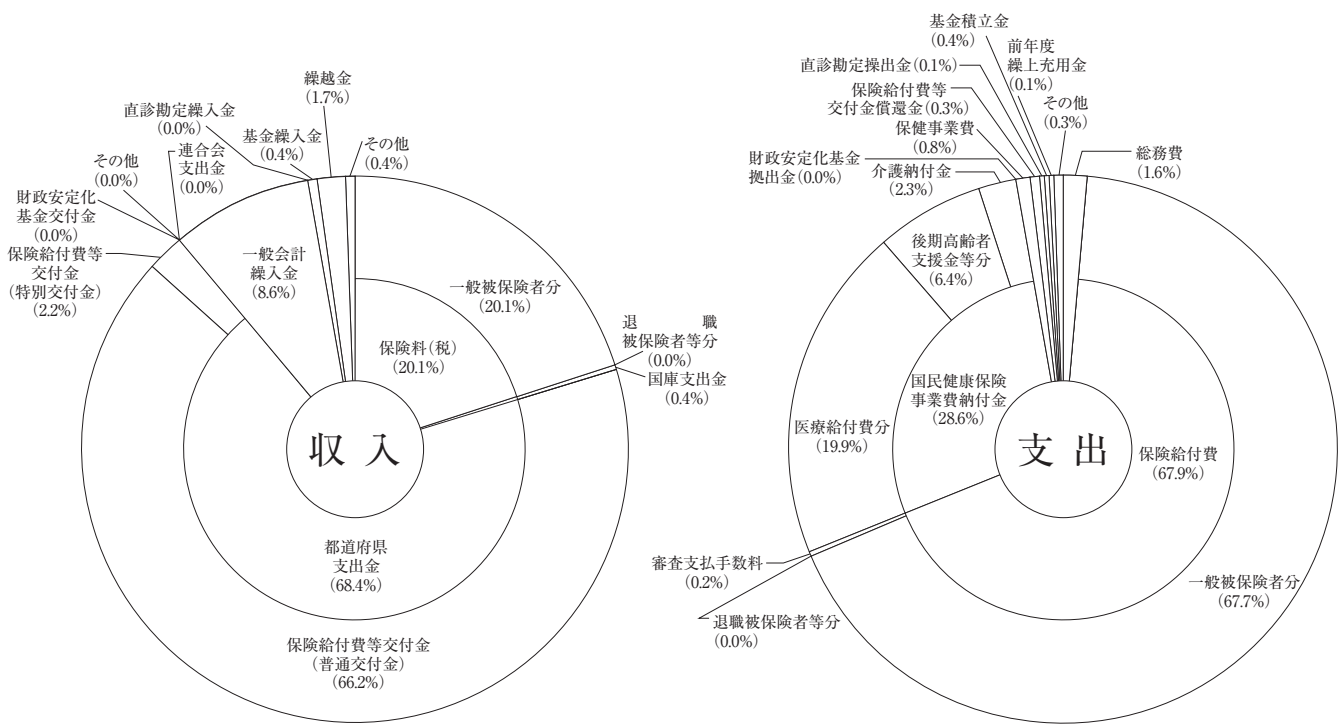 収入
繰越金
(1.7%)
直診勘定繰入金
(0.0%)
基金繰入金
(0.4%)
その他
(0.4%)
連合会
支出金
(0.0%)
その他
(0.0%)
財政安定化
基金交付金
(0.0%)
保険給付費等
交付金
(特別交付金)
(2.2%)
一般会計
繰入金
(8.6%)
一般被保険者分
(20.1%)
保険料(税)
(20.1%)
退職
被保険者等分
(0.0%)
国庫支出金
(0.4%)
都道府県
支出金
(68.4%)
保険給付費等交付金
(普通交付金)
(66.2%)
支出
基金積立金
(0.4%)
前年度
繰上充用金
(0.1%)
直診勘定操出金(0.1%)
保険給付費等
交付金償還金(0.3%)
その他
(0.3%)
保健事業費
(0.8%)
総務費
(1.6%)
財政安定化基金
拠出金(0.0%)
介護納付金
(2.3%)
後期高齢者
支援金等分
(6.4%)
国民健康保険
事業費納付金
(28.6%)
医療給付費分
(19.9%)
保険給付費
(67.9%)
審査支払手数料
(0.2%)
退職被保険者等分
(0.0%)
一般被保険者分
(67.7%)